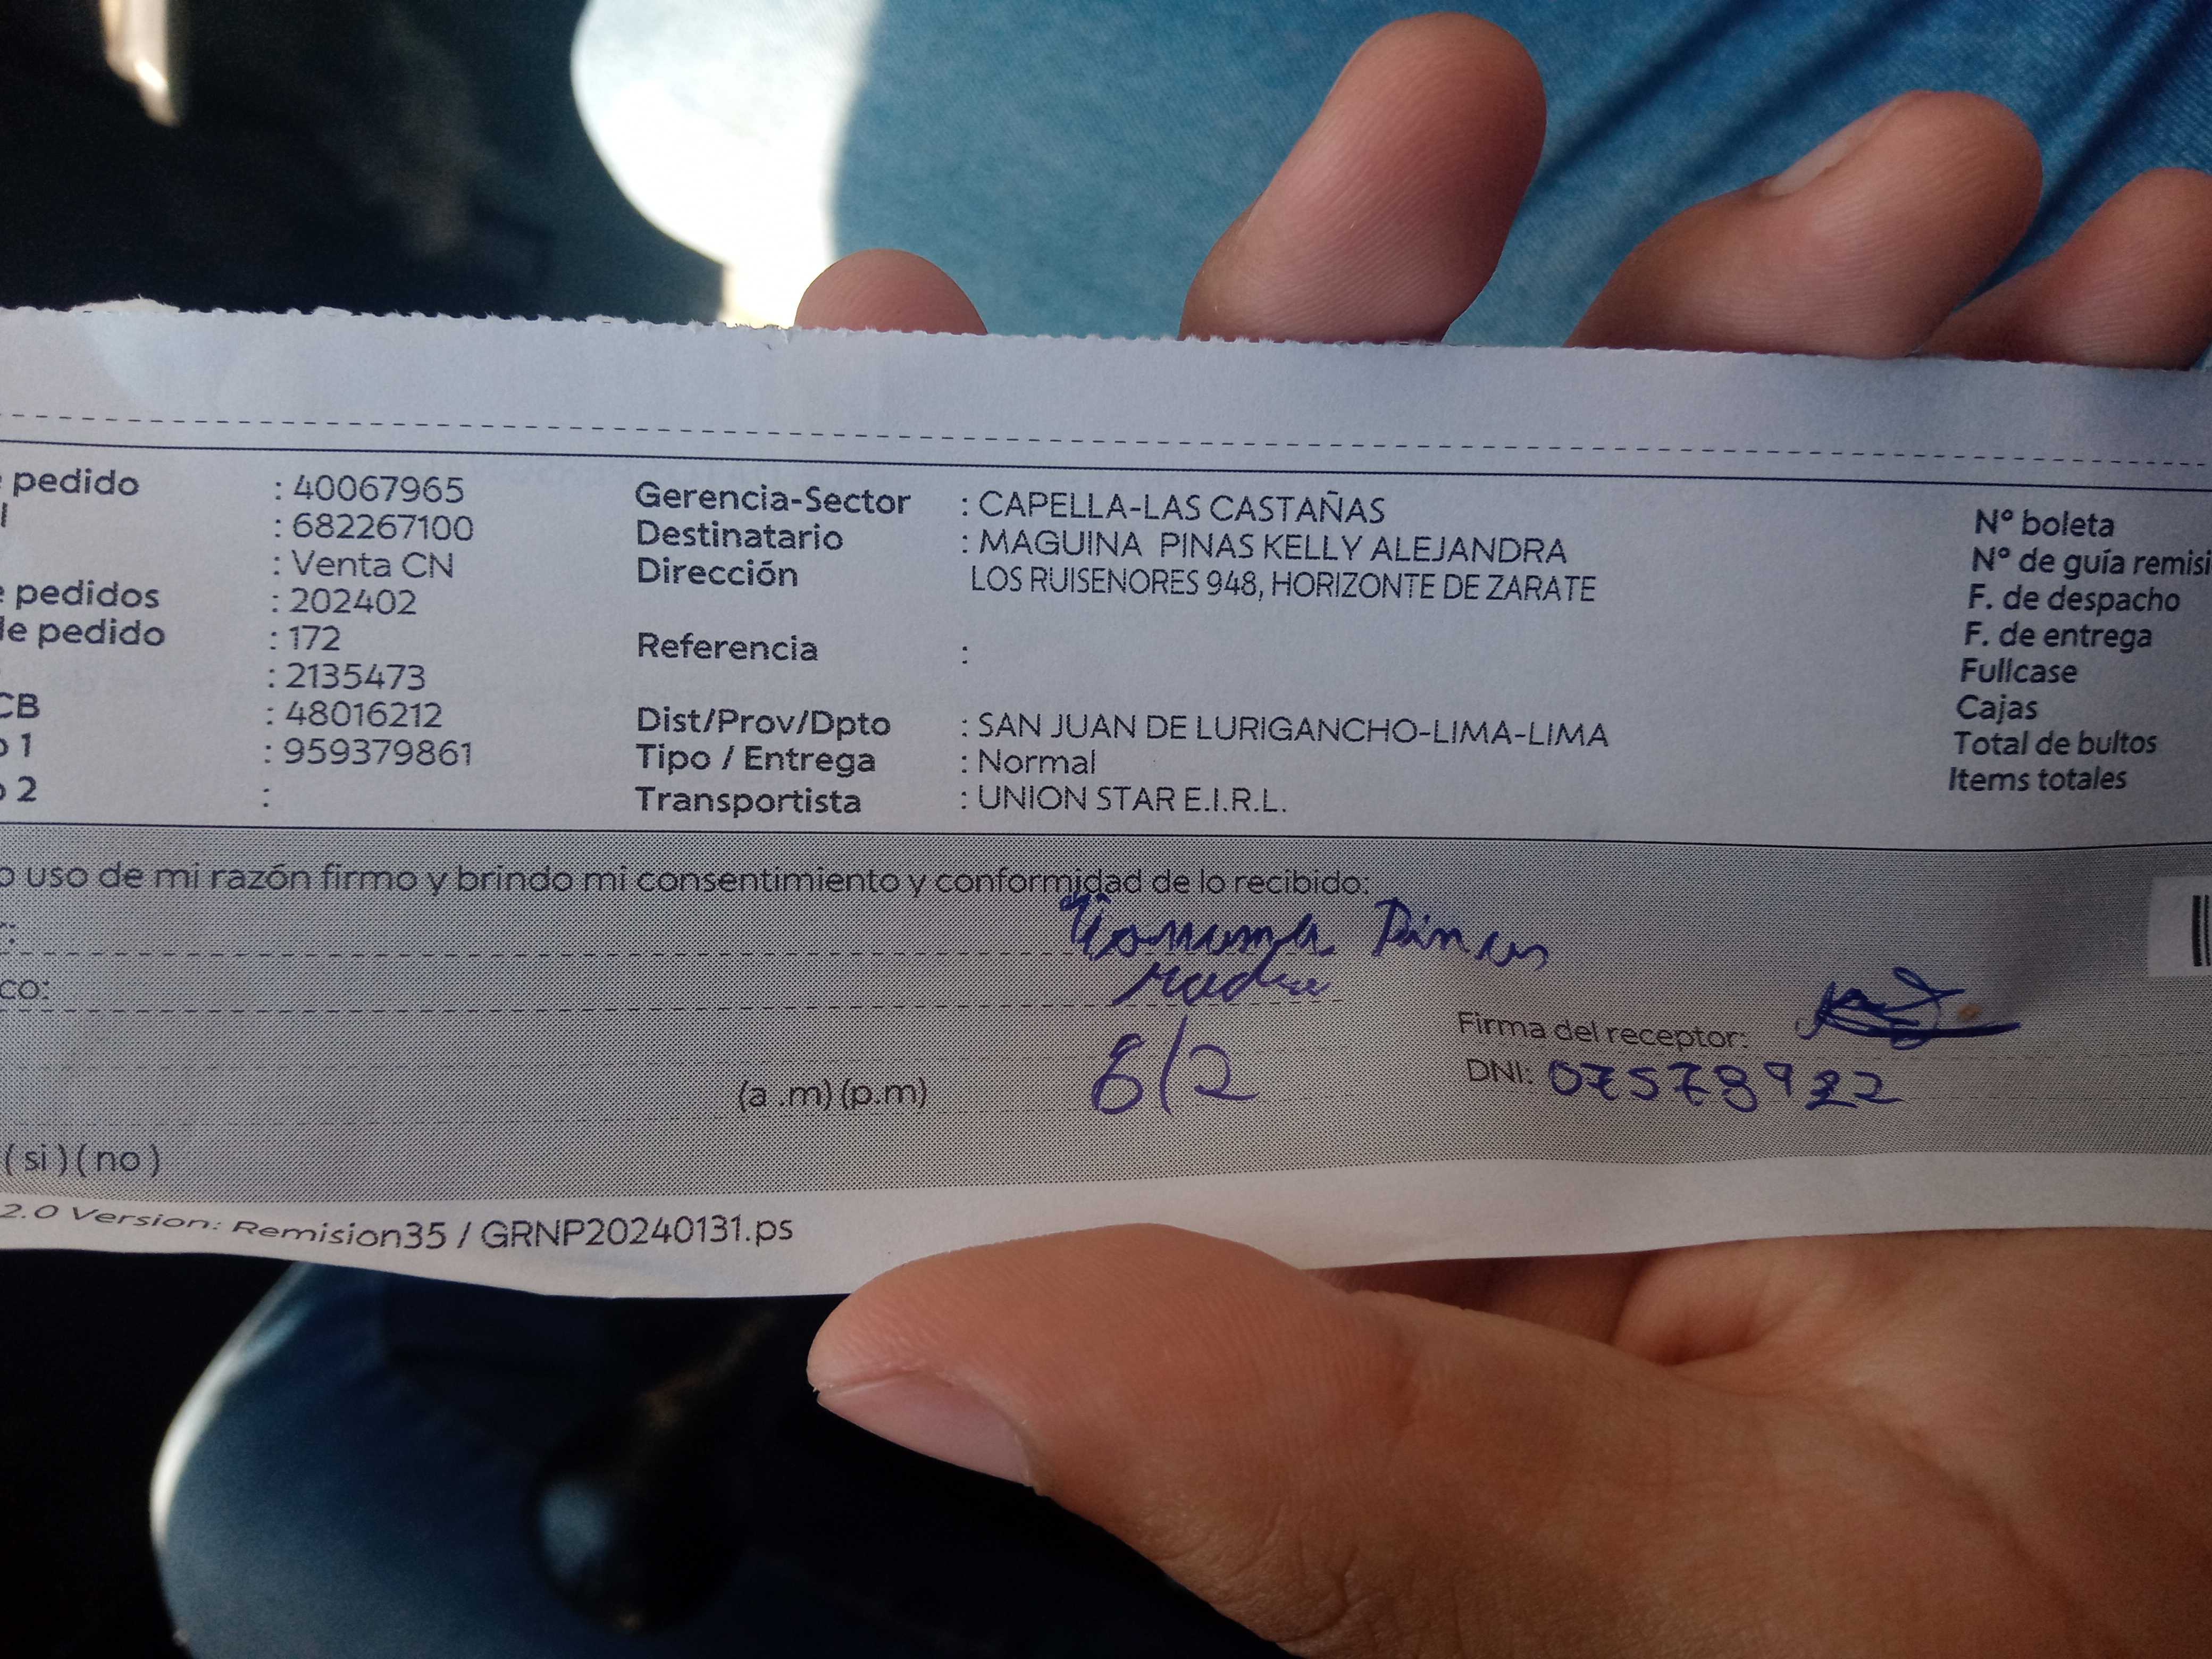 pedido : 40067965
: 682267100
: Venta CN
pedidos : 202402
de pedido : 172
: 2135473
CB : 48016212
1 : 959379861
2 :
Gerencia-Sector : CAPELLA-LAS CASTAÑAS
Destinatario : MAGUINA PINAS KELLY ALEJANDRA
Dirección LOS RUISENORES 948, HORIZONTE DE ZARATE
Referencia :
Dist/Prov/Dpto : SAN JUAN DE LURIGANCHO-LIMA-LIMA
Tipo / Entrega : Normal
Transportista : UNION STAR E.I.R.L.
Nº boleta
Nº de guía remisi
F. de despacho
F. de entrega
Fullcase
Cajas
Total de bultos
Items totales
o uso de mi razón firmo y brindo mi consentimiento y conformidad de lo recibido:
co:
Firma del receptor:
(a .m) (p.m) 6/2 DNI:
( si ) ( no )
2.0 Version: Remision35 / GRNP20240131.ps